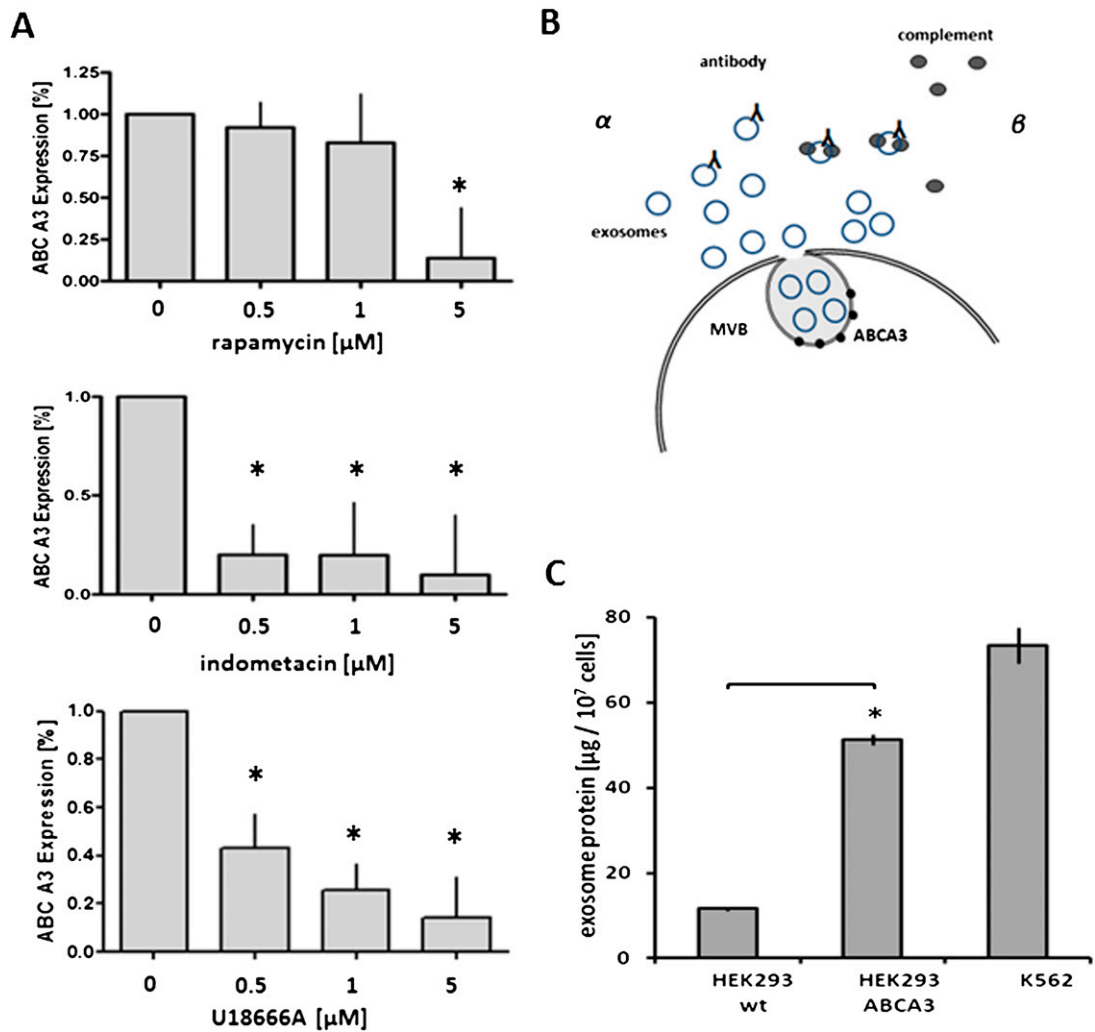 A
ABC A3 Expression [%]
1.25
1.00
0.75
0.50
0.25
0.00
*
0 0.5 1 5
rapamycin [µM]
ABC A3 Expression [%]
1.0
0.5
0.0
* * *
0 0.5 1 5
indometacin [µM]
ABC A3 Expression [%]
1.0
0.8
0.6
0.4
0.2
0.0
* * *
0 0.5 1 5
U18666A [µM]
B
complement
antibody
α
β
exosomes
MVB
ABCA3
C
exosomeprotein [µg / 10⁷ cells]
80
60
40
20
0
*
HEK293 wt
HEK293 ABCA3
K562